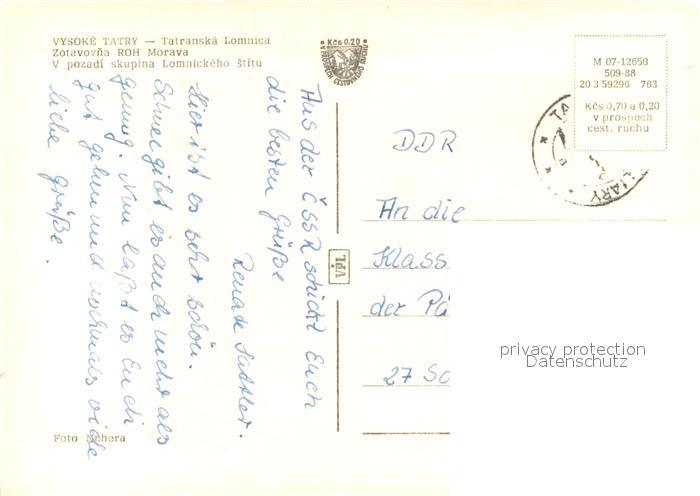 VYSOKÉ TATRY — Tatranská Lomnica
Zotavovňa ROH Morava
V pozadí skupina Lomnického štítu
Kčs 0.20
M 07-12650
509-88
20 3 59296 763
Kčs 0,70 a 0,20
v prospech
cest. ruchu
Aus der ČSSR schickt Euch
die besten Grüße
Renate Sattler.
Hier ist es sehr schön.
Schnee gibt es auch mehr als
genug. Nun laßt es Euch
gut gehen und nochmals viele
liebe Grüße.
VpL
DDR
An die
Klass
der Pä
27 Sc
privacy protection
Datenschutz
Foto Nehera